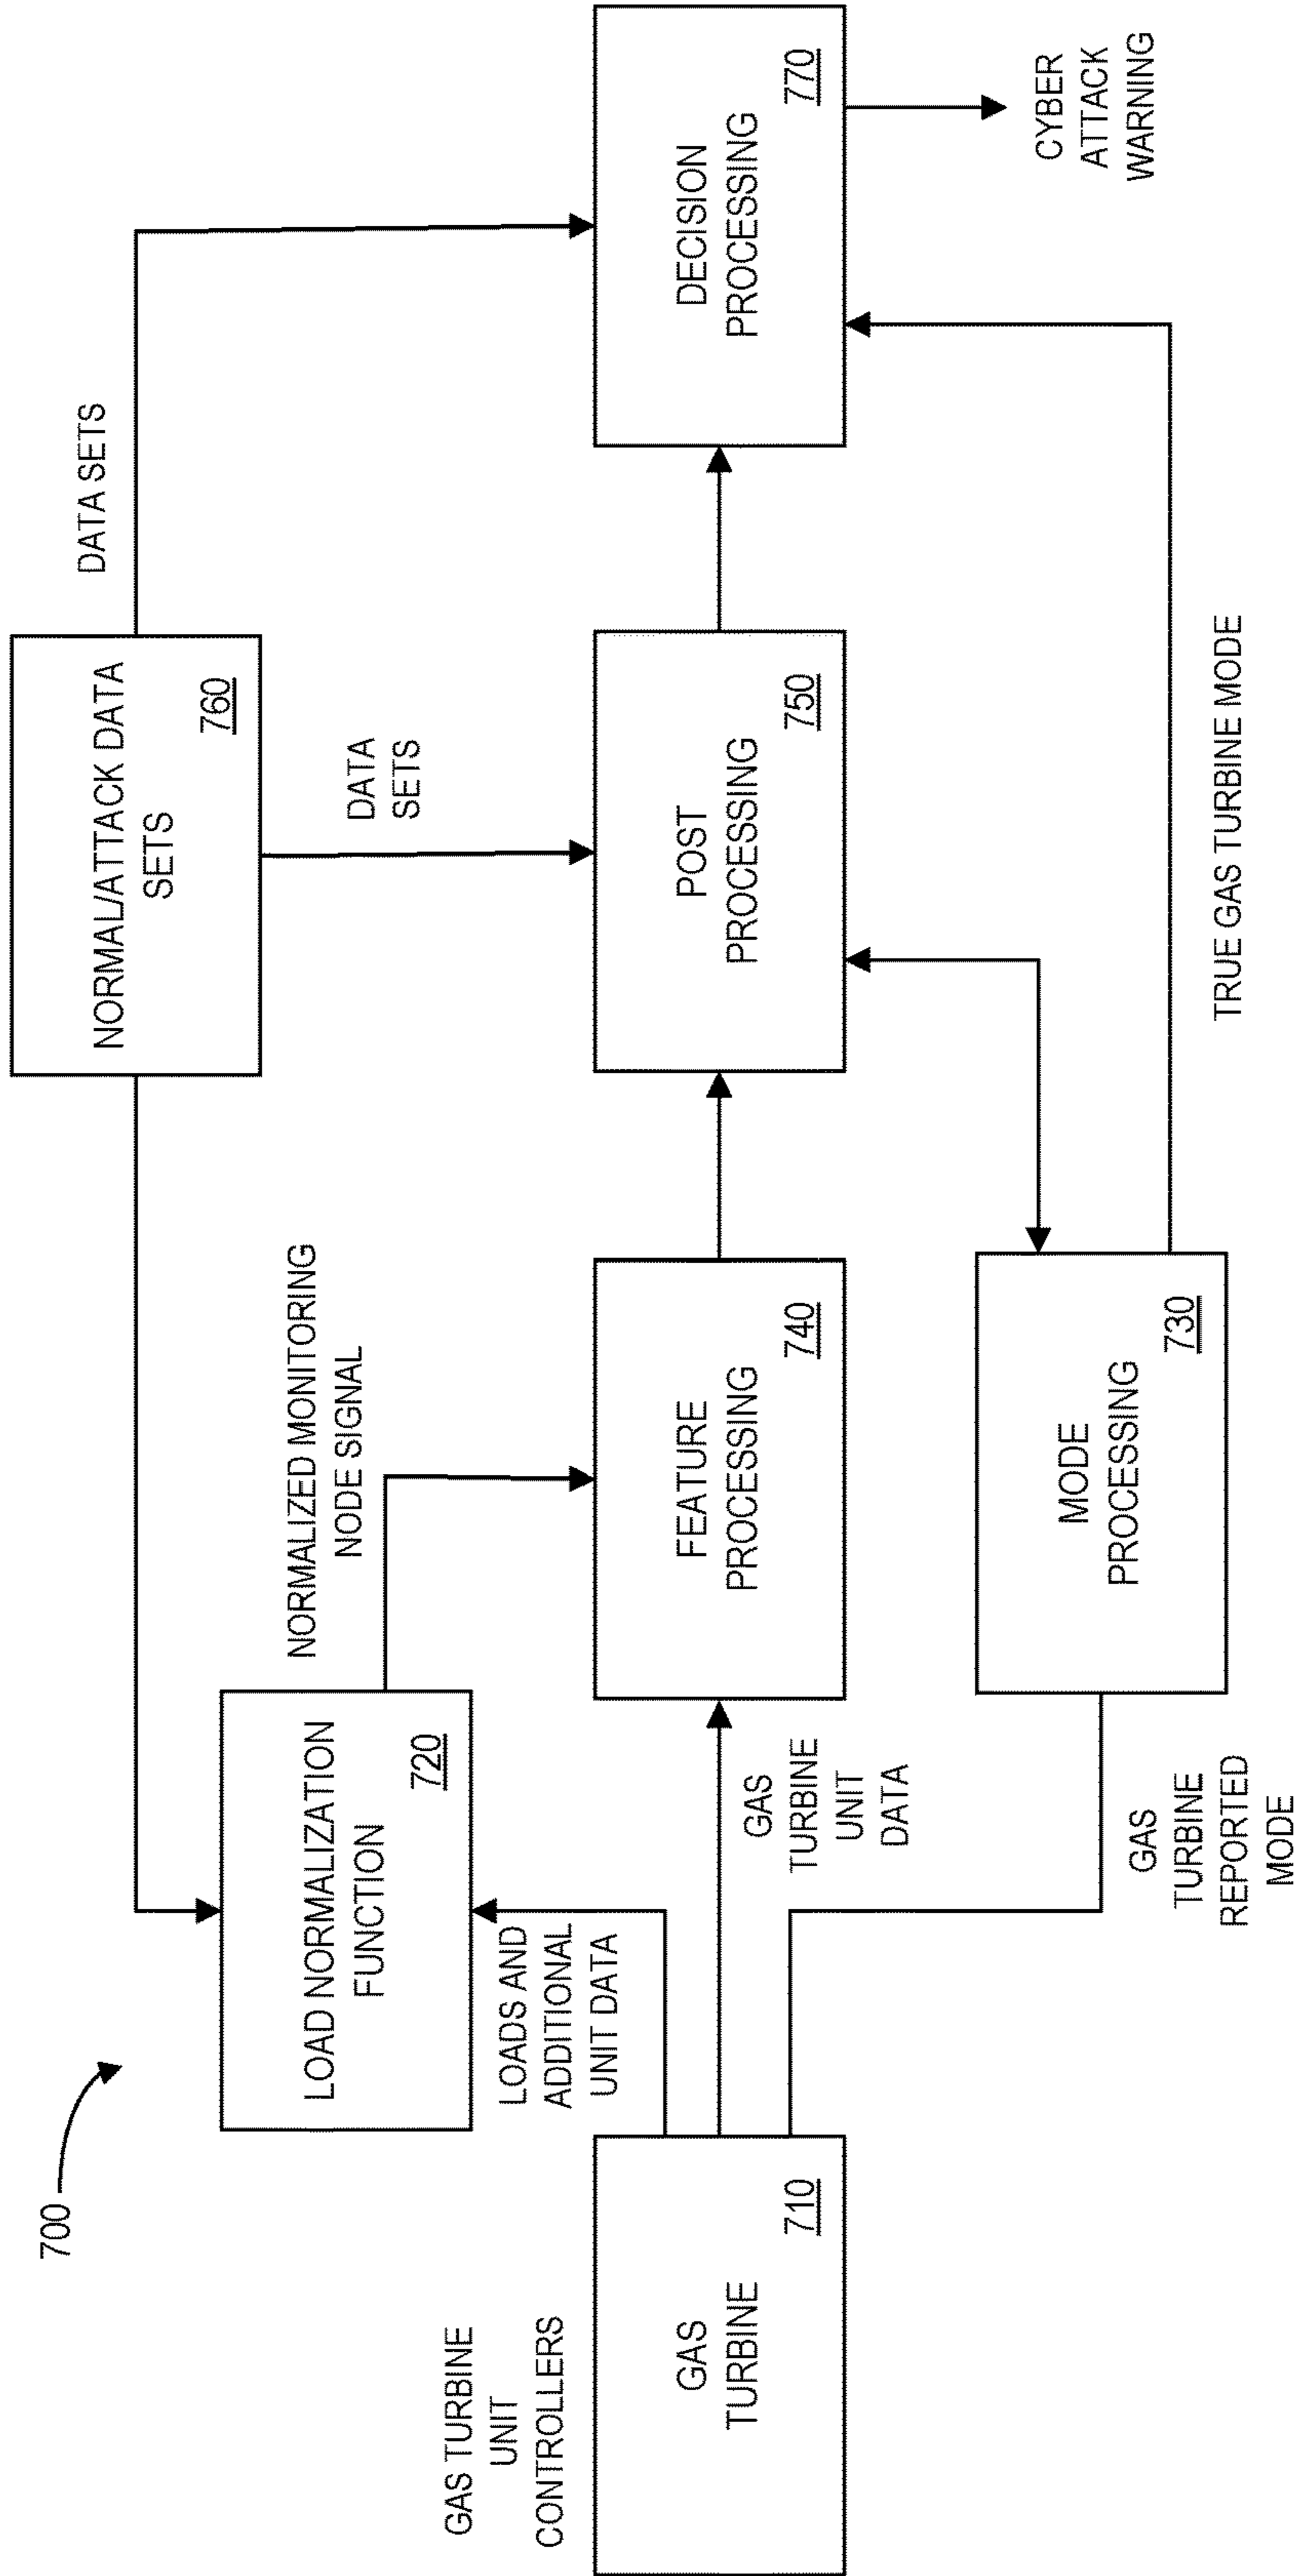 700
NORMAL/ATTACK DATA
SETS
760
DATA SETS
LOAD NORMALIZATION
FUNCTION
720
NORMALIZED MONITORING
NODE SIGNAL
DATA
SETS
GAS TURBINE
UNIT
CONTROLLERS
LOADS AND
ADDITIONAL
UNIT DATA
GAS
TURBINE
710
GAS
TURBINE
UNIT
DATA
FEATURE
PROCESSING
740
POST
PROCESSING
750
DECISION
PROCESSING
770
GAS
TURBINE
REPORTED
MODE
MODE
PROCESSING
730
TRUE GAS TURBINE MODE
CYBER
ATTACK
WARNING